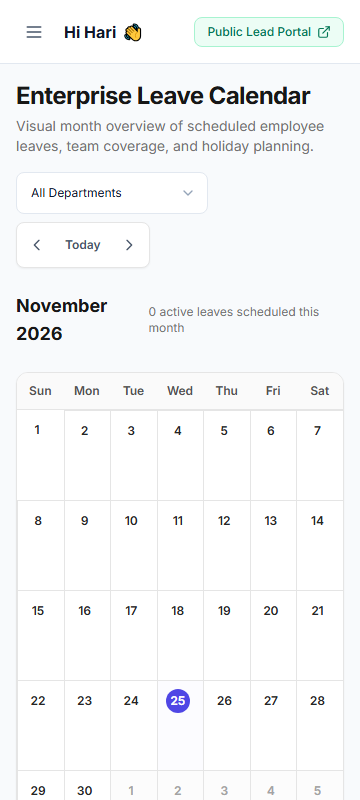 Hi Hari 👋
Public Lead Portal
Enterprise Leave Calendar
Visual month overview of scheduled employee
leaves, team coverage, and holiday planning.
All Departments
Today
November
2026
0 active leaves scheduled this
month
Sun Mon Tue Wed Thu Fri Sat
1 2 3 4 5 6 7
8 9 10 11 12 13 14
15 16 17 18 19 20 21
22 23 24 25 26 27 28
29 30 1 2 3 4 5